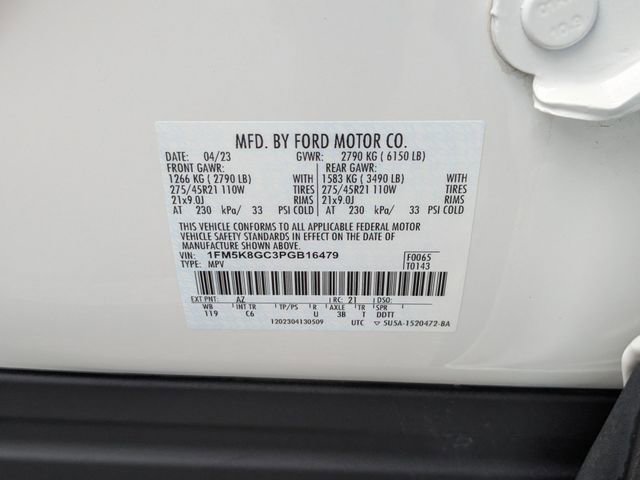 MFD. BY FORD MOTOR CO.
DATE: 04/23 GVWR: 2790 KG ( 6150 LB)
FRONT GAWR: REAR GAWR:
1266 KG ( 2790 LB) WITH 1583 KG ( 3490 LB) WITH
275/45R21 110W TIRES 275/45R21 110W TIRES
21x9.0J RIMS 21x9.0J RIMS
AT 230 kPa/ 33 PSI COLD AT 230 kPa/ 33 PSI COLD
THIS VEHICLE CONFORMS TO ALL APPLICABLE FEDERAL MOTOR
VEHICLE SAFETY STANDARDS IN EFFECT ON THE DATE OF
MANUFACTURE SHOWN ABOVE.
VIN: 1FM5K8GC3PGB16479 F0065
TYPE: MPV T0143
EXT PNT: AZ RC: 21 DSO:
WB INT TR TP/PS R AXLE TR SPR
119 C6 U 3B T DDTT
1202304130509 UTC ▽ 5U5A-1520472-BA